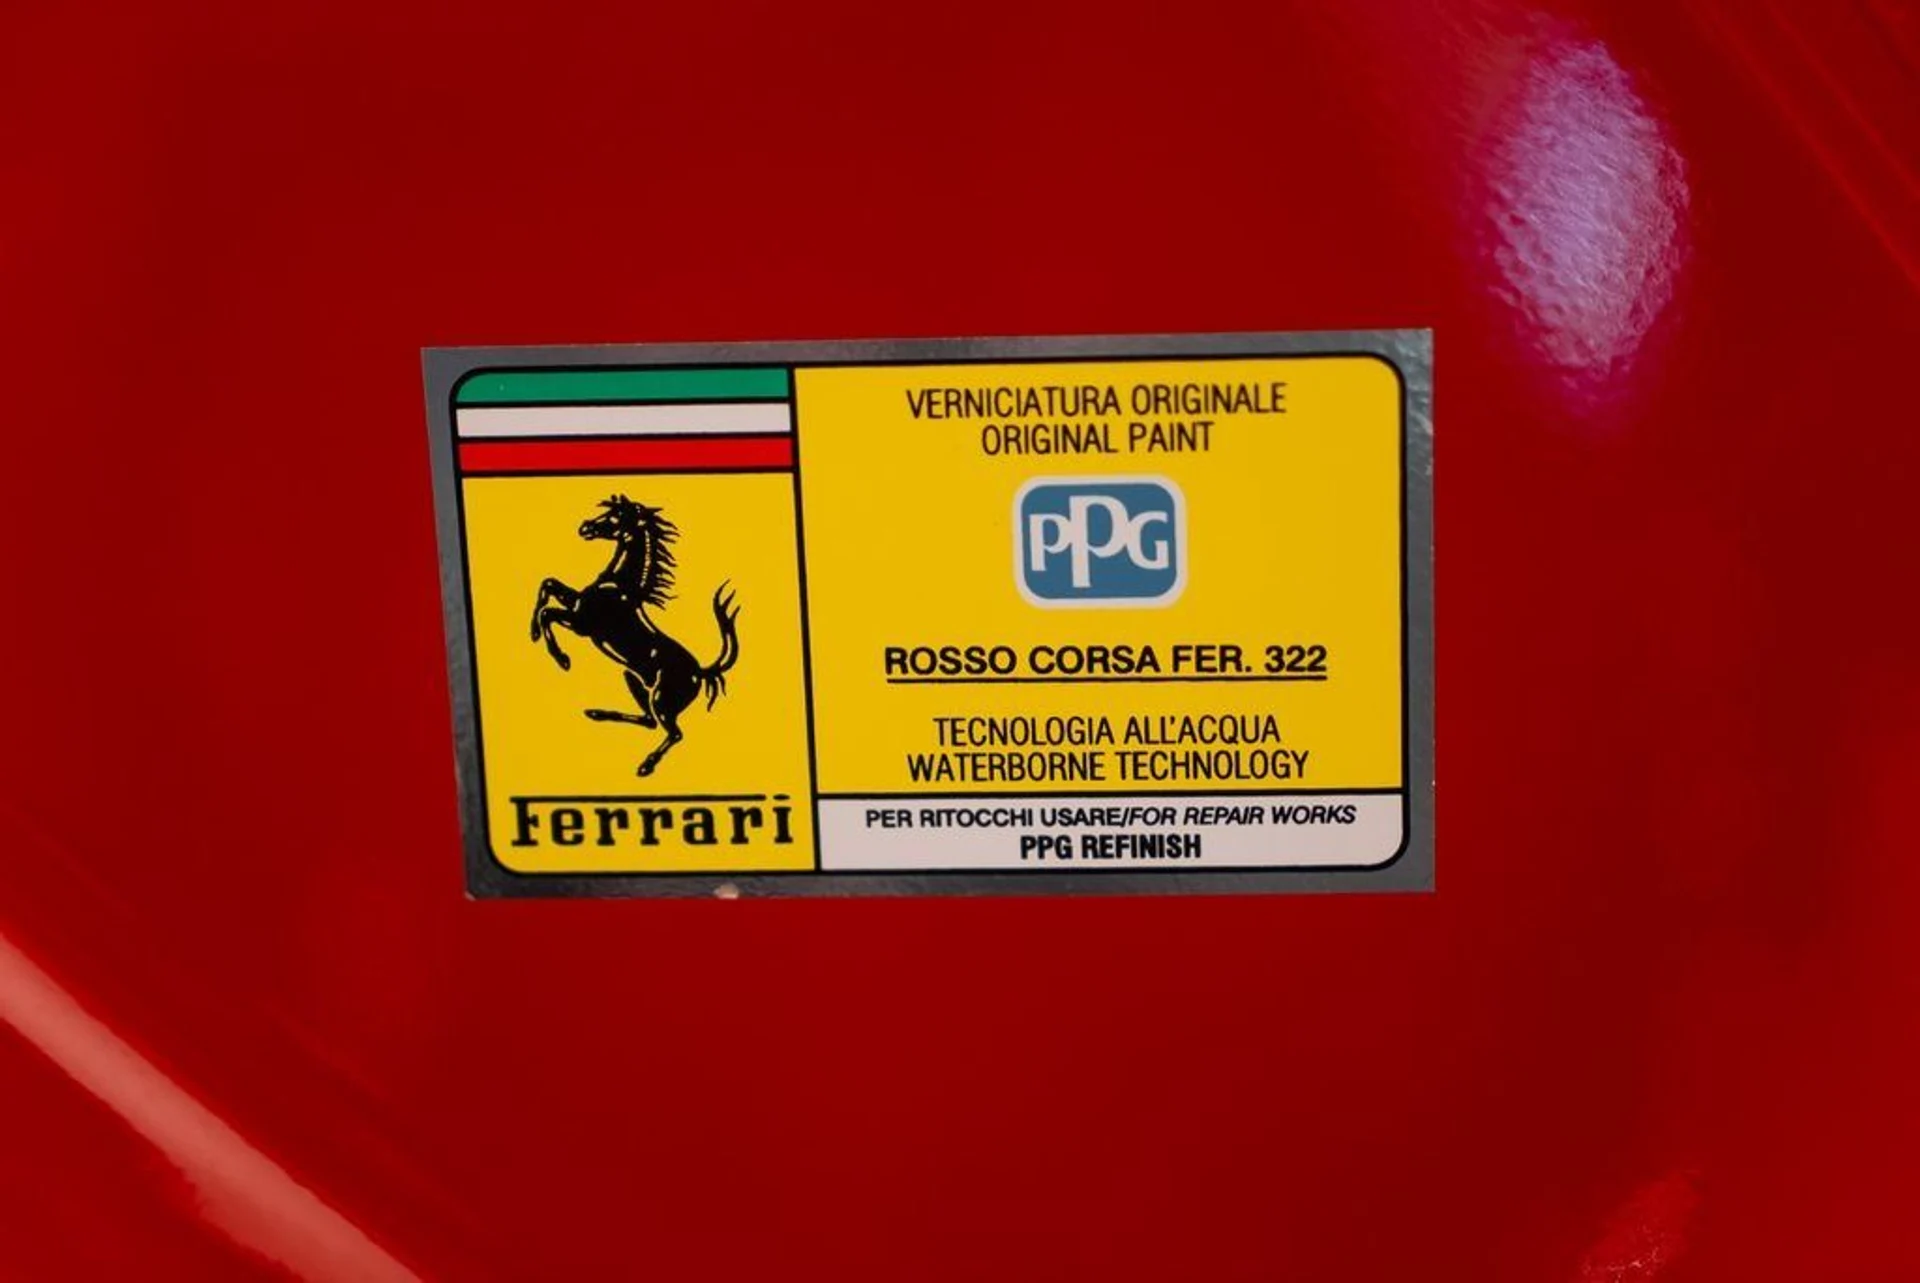 VERNICIATURA ORIGINALE
ORIGINAL PAINT
PPG
ROSSO CORSA FER. 322
TECNOLOGIA ALL'ACQUA
WATERBORNE TECHNOLOGY
Ferrari
PER RITOCCHI USARE/FOR REPAIR WORKS
PPG REFINISH